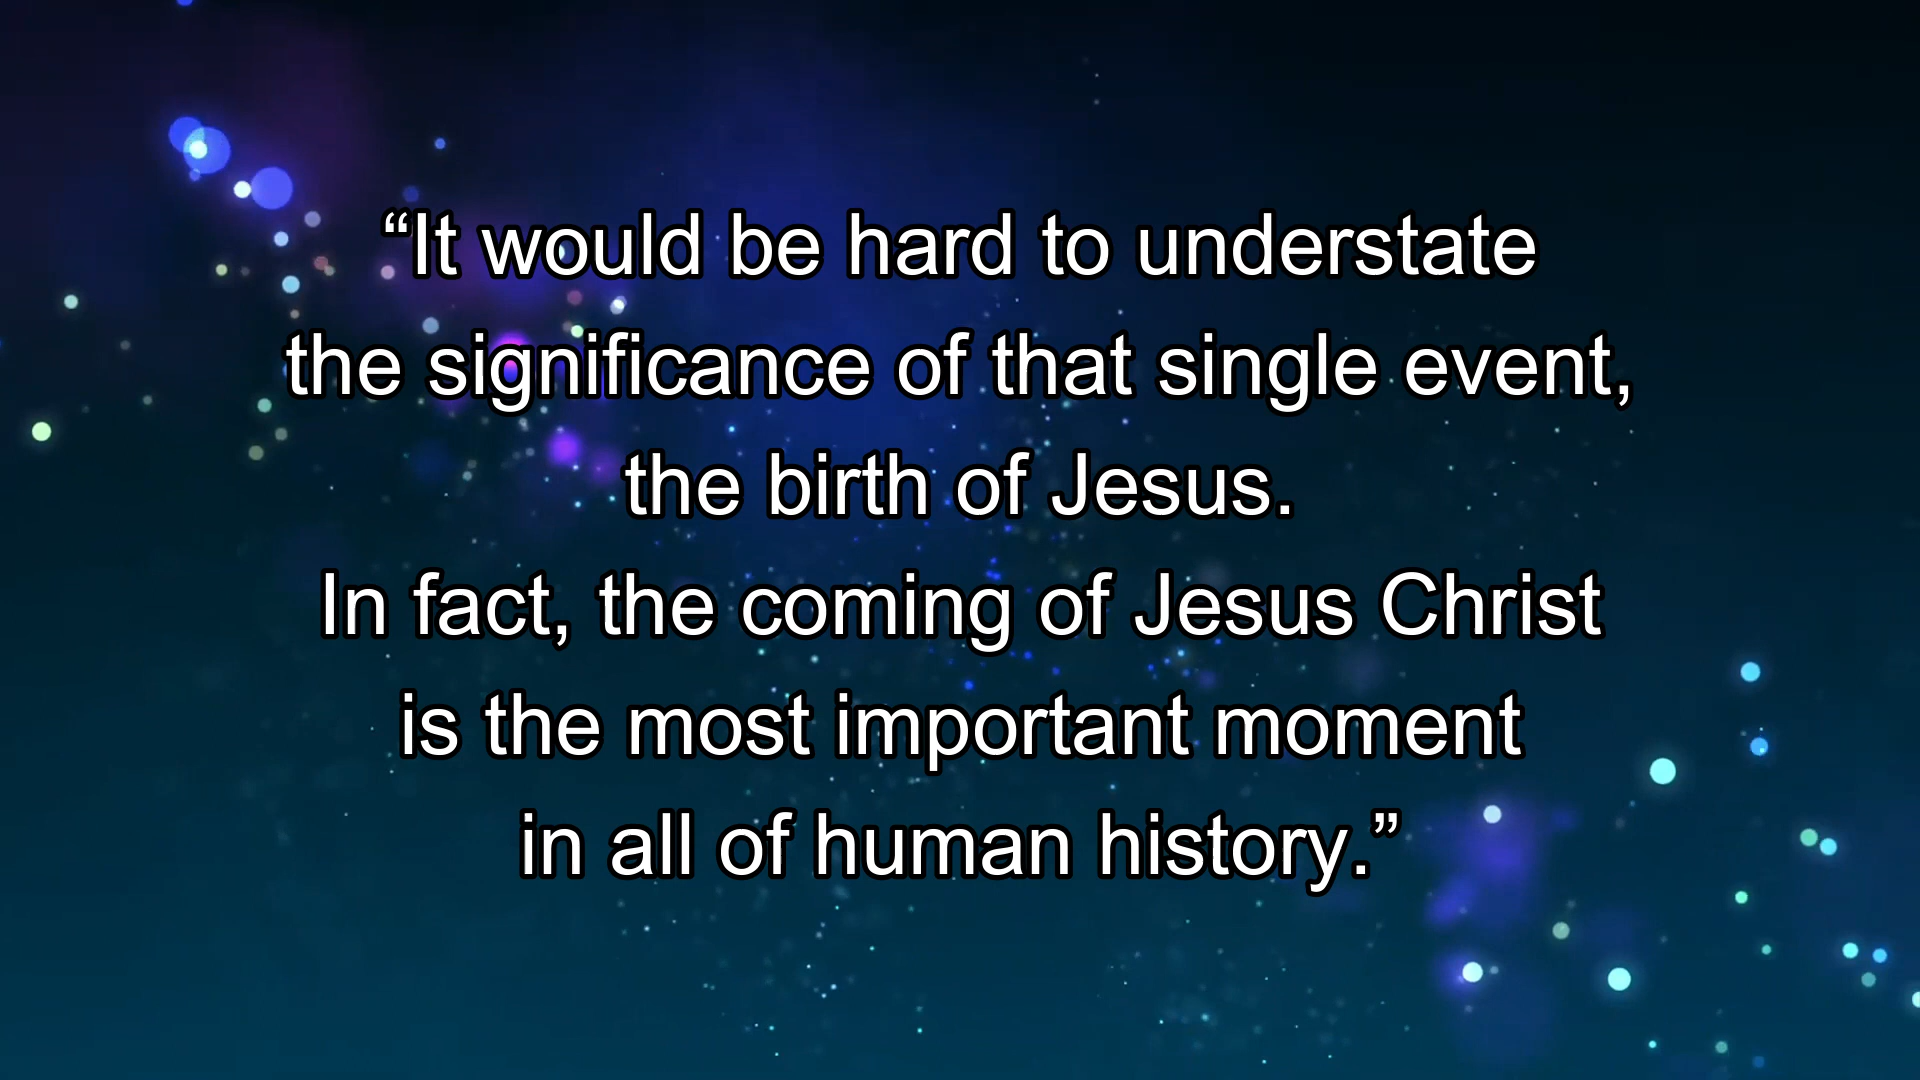 “It would be hard to understate
the significance of that single event,
the birth of Jesus.
In fact, the coming of Jesus Christ
is the most important moment
in all of human history.”